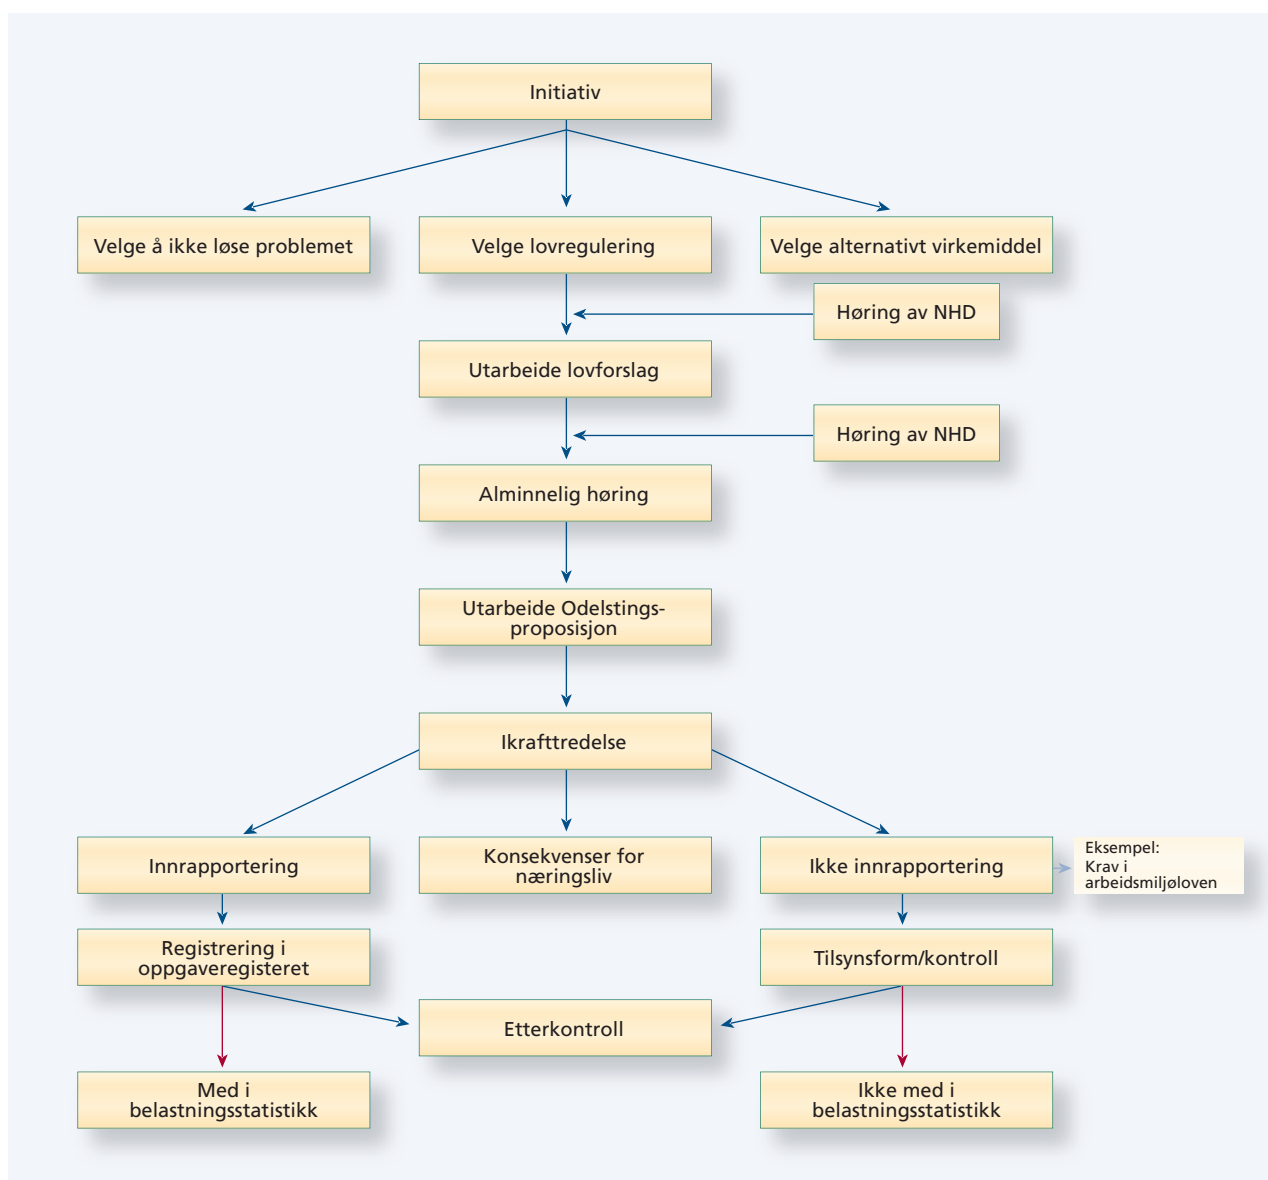 Initiativ
Velge å ikke løse problemet
Velge lovregulering
Velge alternativt virkemiddel
Høring av NHD
Utarbeide lovforslag
Høring av NHD
Alminnelig høring
Utarbeide Odelstings-
proposisjon
Ikrafttredelse
Innrapportering
Konsekvenser for
næringsliv
Ikke innrapportering
Eksempel:
Krav i
arbeidsmiljøloven
Registrering i
oppgaveregisteret
Tilsynsform/kontroll
Etterkontroll
Med i
belastningsstatistikk
Ikke med i
belastningsstatistikk